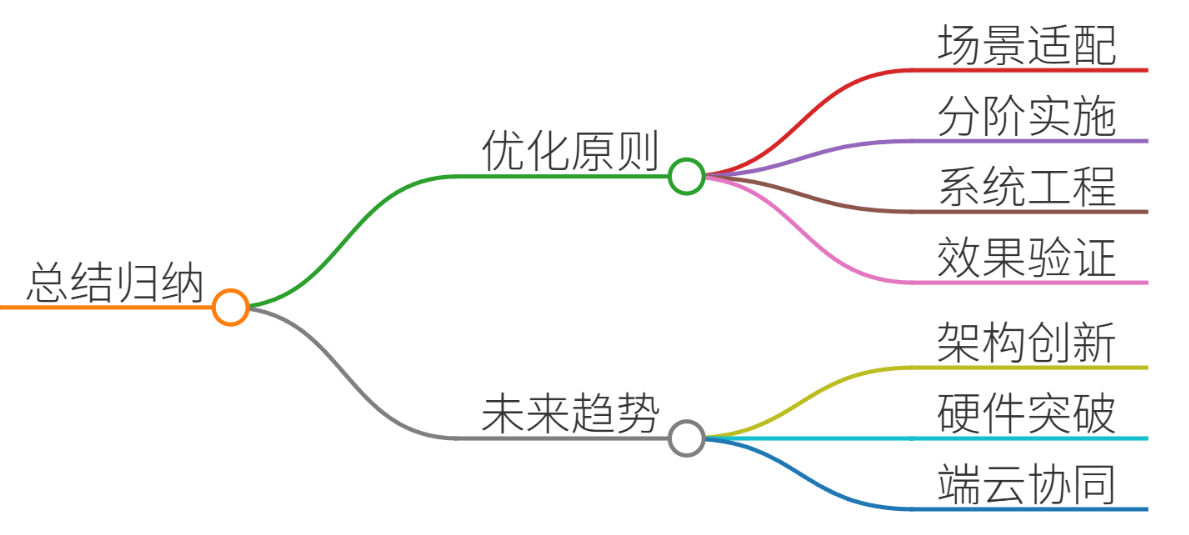 总结归纳
优化原则
场景适配
分阶实施
系统工程
效果验证
未来趋势
架构创新
硬件突破
端云协同